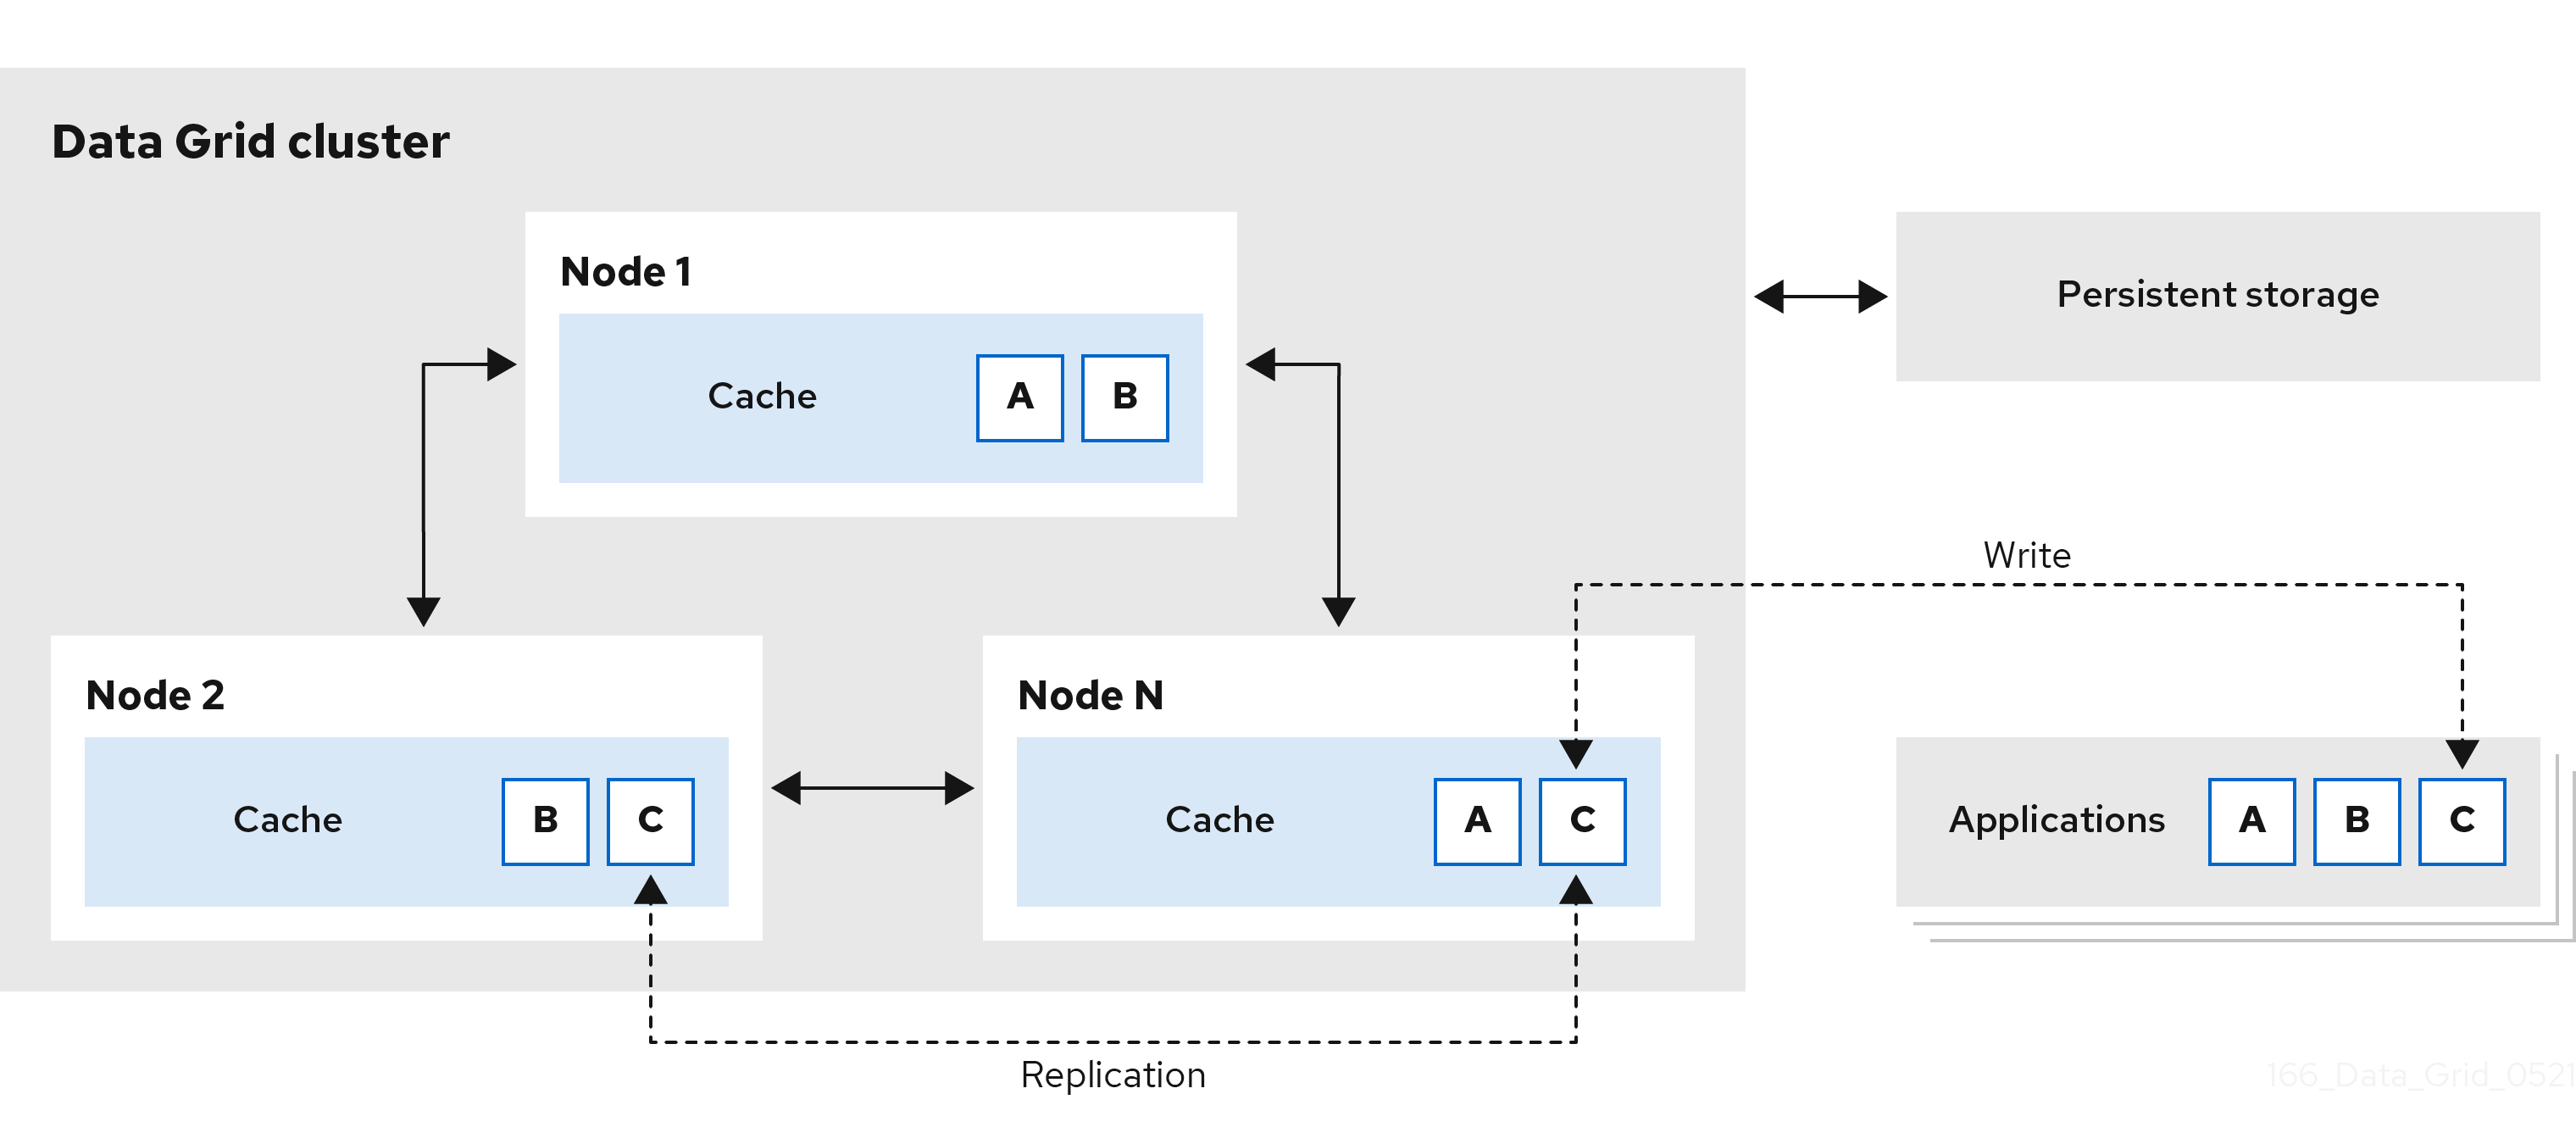 Data Grid cluster
Node 1
Cache
A
B
Persistent storage
Write
Node 2
Cache
B
C
Node N
Cache
A
C
Applications
A
B
C
Replication
166_Data_Grid_0521